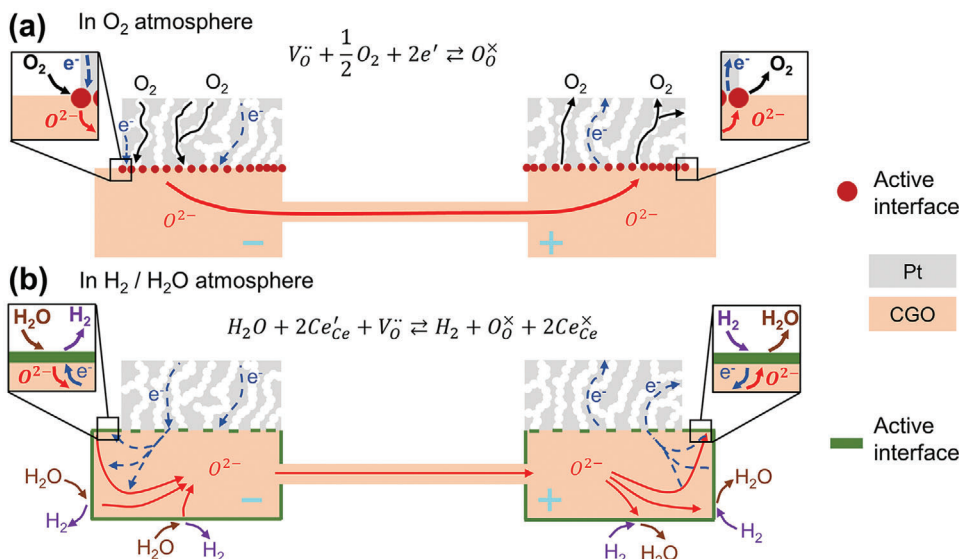 (a) In O₂ atmosphere
V_O^{··} + 1/2 O₂ + 2e′ ⇄ O_O^×
O₂
e⁻
O²⁻
O₂
O₂
e⁻
e⁻
O₂
O₂
e⁻
e⁻
O₂
O²⁻
O²⁻
−
O²⁻
+
Active
interface
Pt
CGO
(b) In H₂ / H₂O atmosphere
H₂O + 2Ce′_Ce + V_O^{··} ⇄ H₂ + O_O^× + 2Ce_Ce^×
H₂O
H₂
O²⁻
e⁻
e⁻
e⁻
e⁻
e⁻
H₂
H₂O
e⁻
O²⁻
O²⁻
−
O²⁻
+
H₂O
H₂
H₂O
H₂
H₂
H₂O
H₂O
H₂
Active
interface